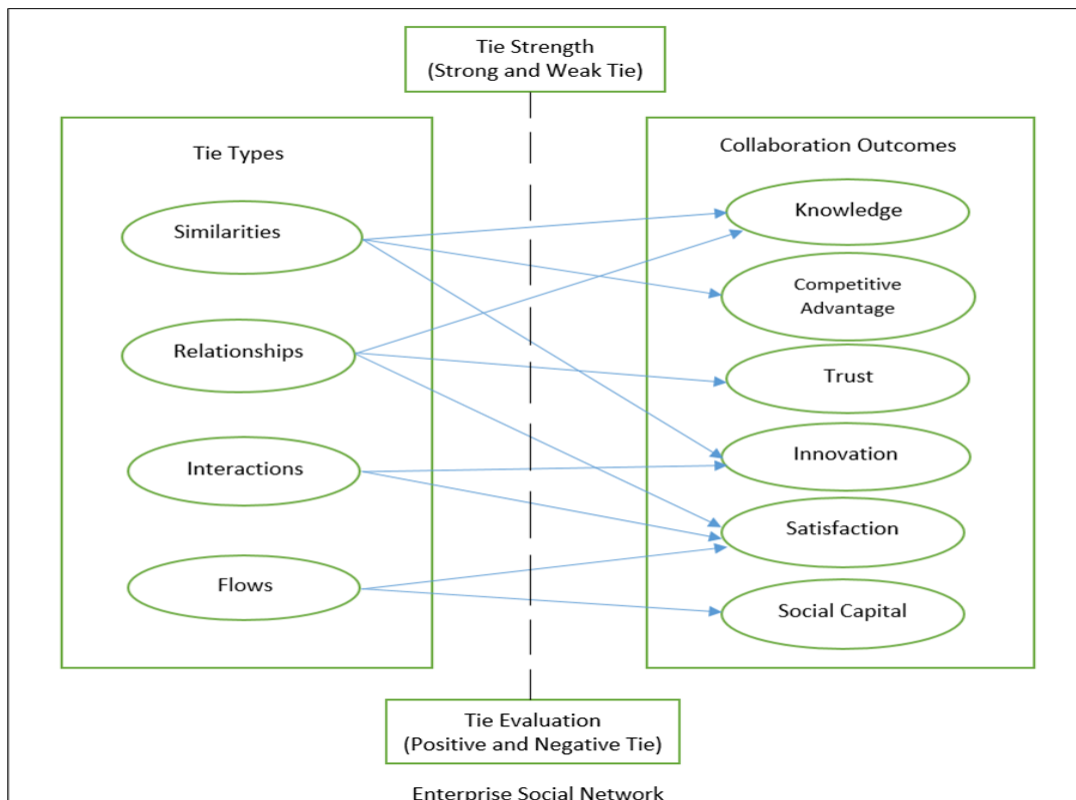 Tie Strength
(Strong and Weak Tie)
Tie Types
Similarities
Relationships
Interactions
Flows
Collaboration Outcomes
Knowledge
Competitive
Advantage
Trust
Innovation
Satisfaction
Social Capital
Tie Evaluation
(Positive and Negative Tie)
Enterprise Social Network